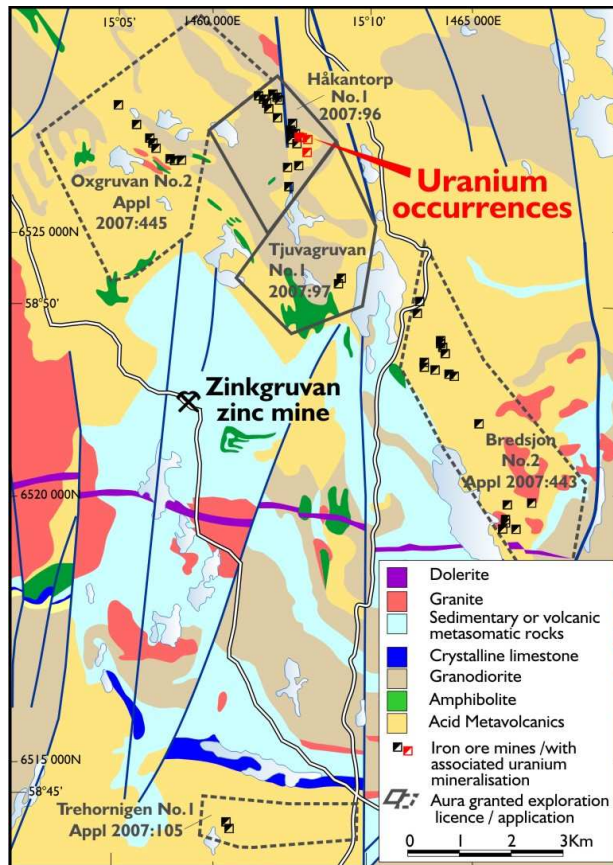 15°05'
1460 000E
15°10'
1465 000E
Håkantorp
No.1
2007:96
Oxgruvan No.2
Appl
2007:445
Uranium
occurrences
6525 000N
Tjuvagruvan
No.1
2007:97
58°50'
Zinkgruvan
zinc mine
Bredsjon
No.2
Appl 2007:443
6520 000N
Dolerite
Granite
Sedimentary or volcanic
metasomatic rocks
Crystalline limestone
Granodiorite
Amphibolite
Acid Metavolcanics
Iron ore mines /with
associated uranium
mineralisation
Aura granted exploration
licence / application
0 1 2 3Km
6515 000N
58°45'
Trehornigen No.1
Appl 2007:105